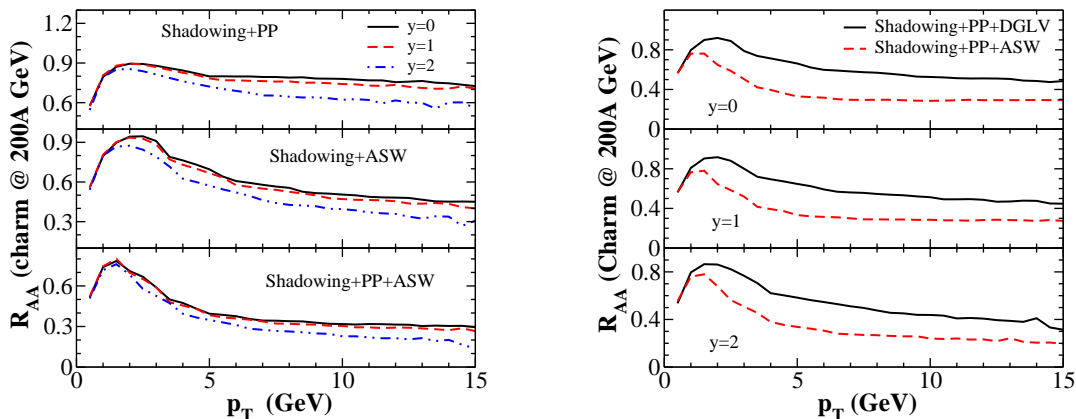 R_AA (charm @ 200A GeV)
1.2
0.9
0.6
Shadowing+PP
y=0
y=1
y=2
0.9
0.6
0.3
Shadowing+ASW
0.9
0.6
0.3
0
Shadowing+PP+ASW
0 5 10 15
p_T (GeV)
R_AA (Charm @ 200A GeV)
0.8
0.4
0
Shadowing+PP+DGLV
Shadowing+PP+ASW
y=0
0.8
0.4
0
y=1
0.8
0.4
0
y=2
0 5 10 15
p_T (GeV)